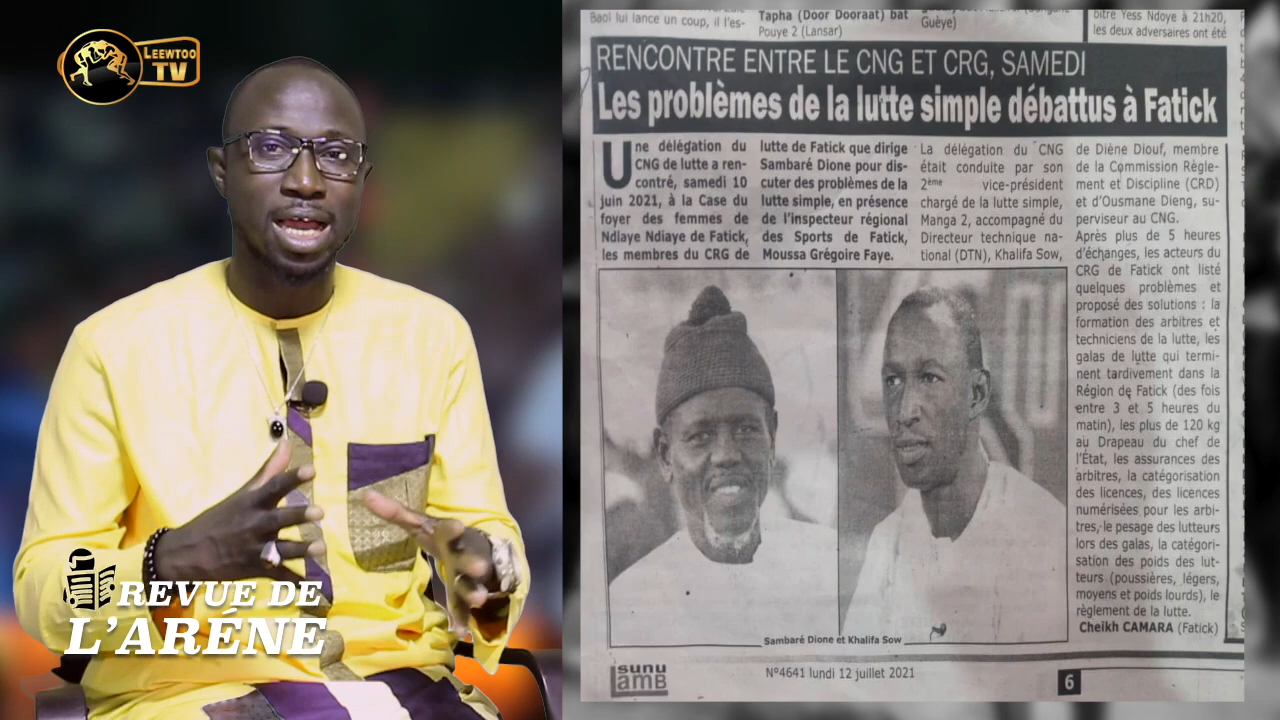 LEEWTOO
TV
REVUE DE
L'ARÉNE
Baol lui lance un coup, il l'es-
Tapha (Door Dooraat) bat
Pouye 2 (Lansar)
Guèye)
bitre Yess Ndoye à 21h20,
les deux adversaires ont été
RENCONTRE ENTRE LE CNG ET CRG, SAMEDI
Les problèmes de la lutte simple débattus à Fatick
Une délégation du
CNG de lutte a ren-
contré, samedi 10
juin 2021, à la Case du
foyer des femmes de
Ndlaye Ndiaye de Fatick,
les membres du CRG de
lutte de Fatick que dirige
Sambaré Dione pour dis-
cuter des problèmes de la
lutte simple, en présence
de l'inspecteur régional
des Sports de Fatick,
Moussa Grégoire Faye.
La délégation du CNG
était conduite par son
2ème vice-président
chargé de la lutte simple,
Manga 2, accompagné du
Directeur technique na-
tional (DTN), Khalifa Sow,
de Diène Diouf, membre
de la Commission Règle-
ment et Discipline (CRD)
et d'Ousmane Dieng, su-
perviseur au CNG.
Après plus de 5 heures
d'échanges, les acteurs du
CRG de Fatick ont listé
quelques problèmes et
proposé des solutions : la
formation des arbitres et
techniciens de la lutte, les
galas de lutte qui termi-
nent tardivement dans la
Région de Fatick (des fois
entre 3 et 5 heures du
matin), les plus de 120 kg
au Drapeau du chef de
l'État, les assurances des
arbitres, la catégorisation
des licences, des licences
numérisées pour les arbi-
tres, le pesage des lutteurs
lors des galas, la catégori-
sation des poids des lut-
teurs (poussières, légers,
moyens et poids lourds), le
règlement de la lutte.
Cheikh CAMARA (Fatick)
Sambaré Dione et Khalifa Sow
sunu
LamB
N°4641 lundi 12 juillet 2021
6